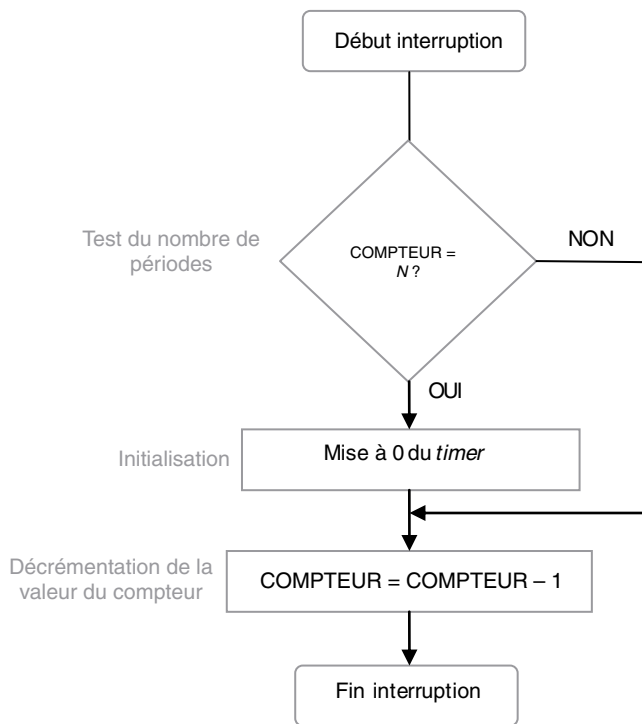 Début interruption
Test du nombre de
périodes
COMPTEUR =
N ?
NON
OUI
Initialisation
Mise à 0 du timer
Décrémentation de la
valeur du compteur
COMPTEUR = COMPTEUR – 1
Fin interruption